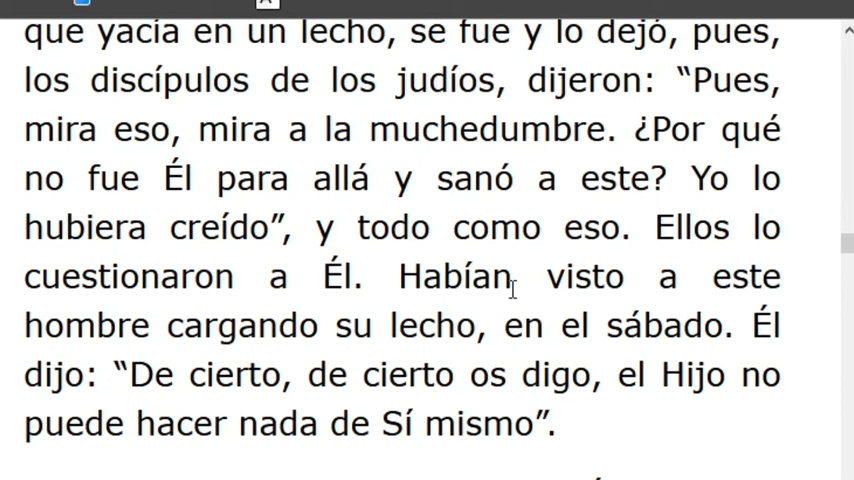 que yacía en un lecho, se fue y lo dejó, pues,
los discípulos de los judíos, dijeron: “Pues,
mira eso, mira a la muchedumbre. ¿Por qué
no fue Él para allá y sanó a este? Yo lo
hubiera creído”, y todo como eso. Ellos lo
cuestionaron a Él. Habían visto a este
hombre cargando su lecho, en el sábado. Él
dijo: “De cierto, de cierto os digo, el Hijo no
puede hacer nada de Sí mismo”.